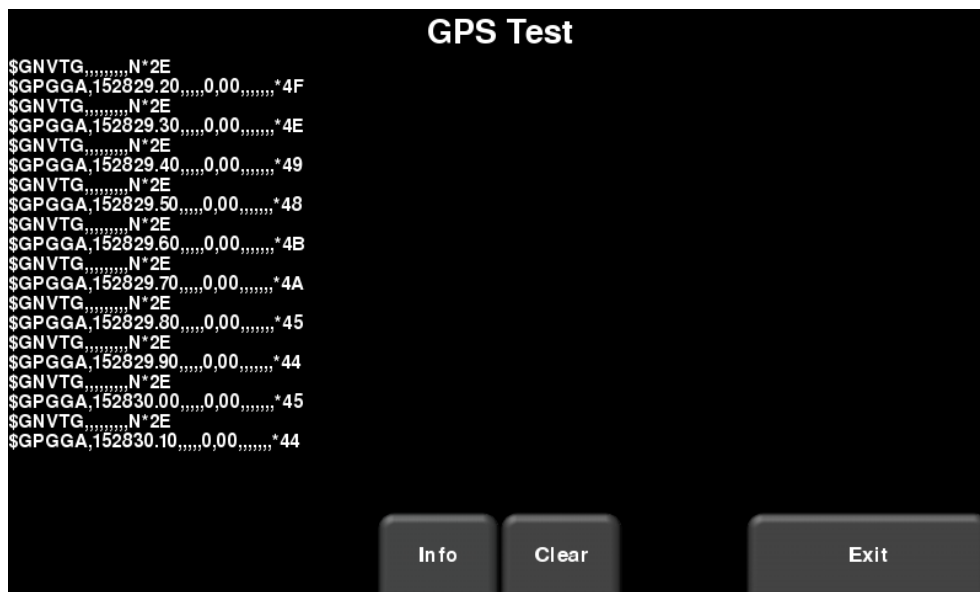 GPS Test
$GNVTG,,,,,,,,,N*2E
$GPGGA,152829.20,,,,,0,00,,,,,,,*4F
$GNVTG,,,,,,,,,N*2E
$GPGGA,152829.30,,,,,0,00,,,,,,,*4E
$GNVTG,,,,,,,,,N*2E
$GPGGA,152829.40,,,,,0,00,,,,,,,*49
$GNVTG,,,,,,,,,N*2E
$GPGGA,152829.50,,,,,0,00,,,,,,,*48
$GNVTG,,,,,,,,,N*2E
$GPGGA,152829.60,,,,,0,00,,,,,,,*4B
$GNVTG,,,,,,,,,N*2E
$GPGGA,152829.70,,,,,0,00,,,,,,,*4A
$GNVTG,,,,,,,,,N*2E
$GPGGA,152829.80,,,,,0,00,,,,,,,*45
$GNVTG,,,,,,,,,N*2E
$GPGGA,152829.90,,,,,0,00,,,,,,,*44
$GNVTG,,,,,,,,,N*2E
$GPGGA,152830.00,,,,,0,00,,,,,,,*45
$GNVTG,,,,,,,,,N*2E
$GPGGA,152830.10,,,,,0,00,,,,,,,*44
Info Clear Exit